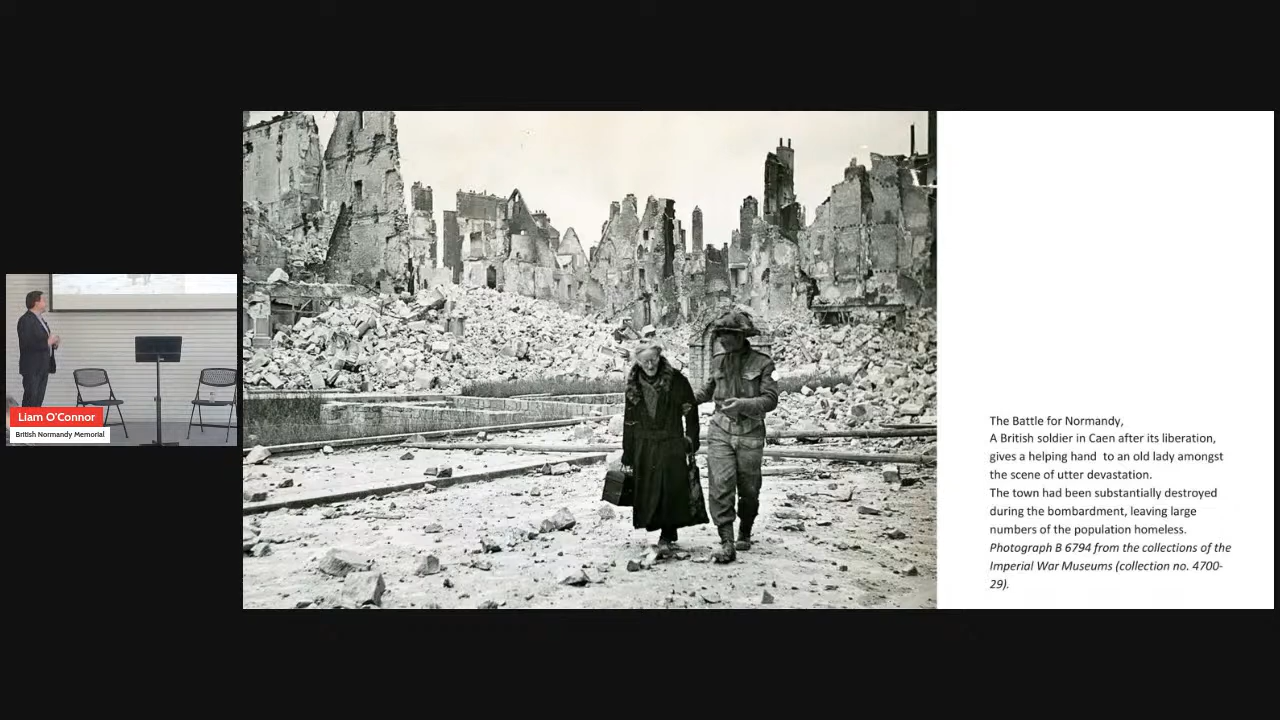 Liam O'Connor
British Normandy Memorial
The Battle for Normandy,
A British soldier in Caen after its liberation,
gives a helping hand  to an old lady amongst
the scene of utter devastation.
The town had been substantially destroyed
during the bombardment, leaving large
numbers of the population homeless.
Photograph B 6794 from the collections of the
Imperial War Museums (collection no. 4700-
29).